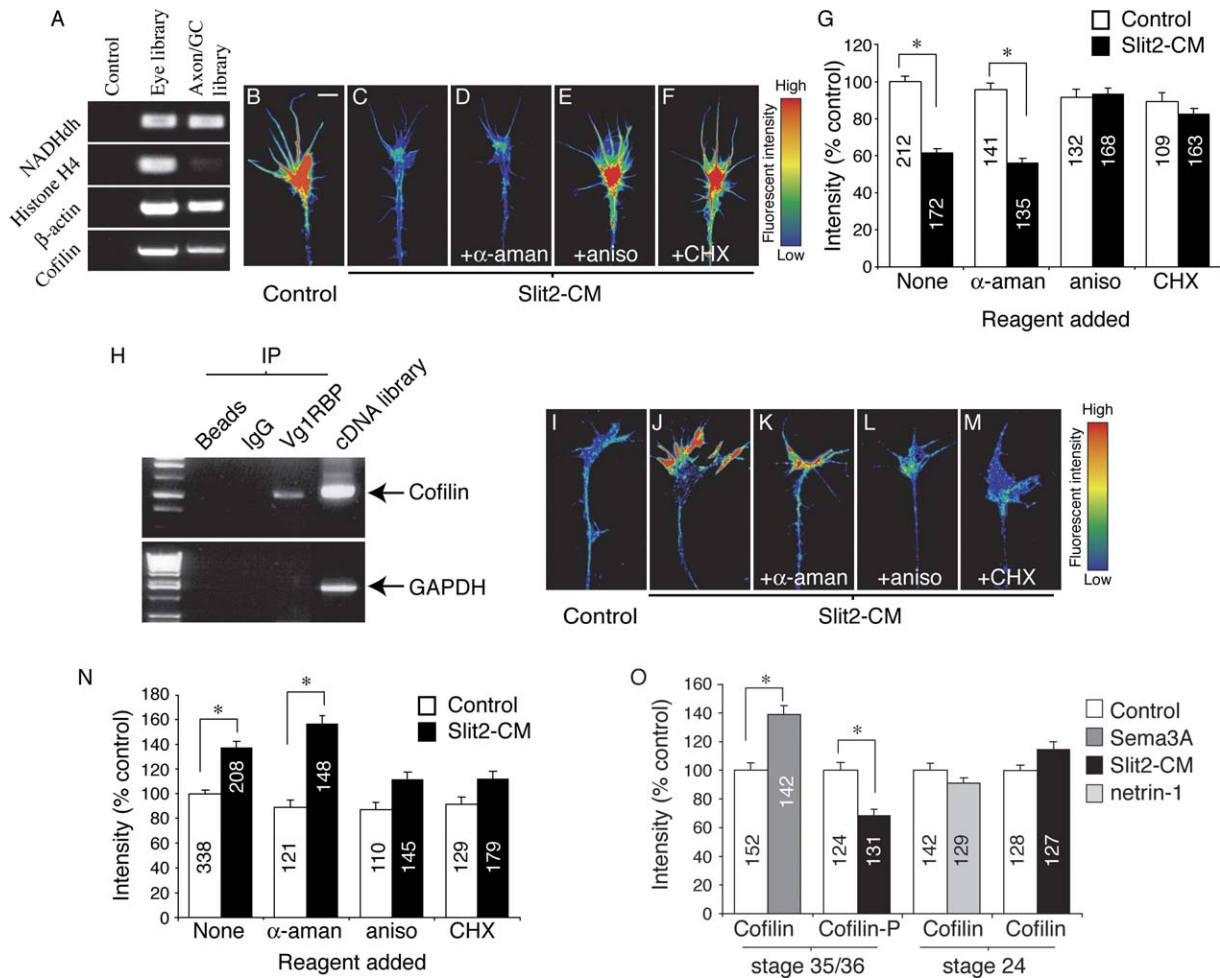 A
Control
Eye library
Axon/GC
library
NADHdh
Histone H4
β-actin
Cofilin
B
C
D
E
F
+α-aman
+aniso
+CHX
High
Fluorescent intensity
Low
Control
Slit2-CM
G
Control
Slit2-CM
Intensity (% control)
120
100
80
60
40
20
0
*
*
212
172
141
135
132
168
109
163
None
α-aman
aniso
CHX
Reagent added
H
IP
Beads
IgG
Vg1RBP
cDNA library
Cofilin
GAPDH
I
J
K
L
M
+α-aman
+aniso
+CHX
High
Fluorescent intensity
Low
Control
Slit2-CM
N
Control
Slit2-CM
Intensity (% control)
180
160
140
120
100
80
60
40
20
0
*
*
338
208
121
148
110
145
129
179
None
α-aman
aniso
CHX
Reagent added
O
Control
Sema3A
Slit2-CM
netrin-1
Intensity (% control)
160
140
120
100
80
60
40
20
0
*
*
152
142
124
131
142
129
128
127
Cofilin
Cofilin-P
Cofilin
Cofilin
stage 35/36
stage 24